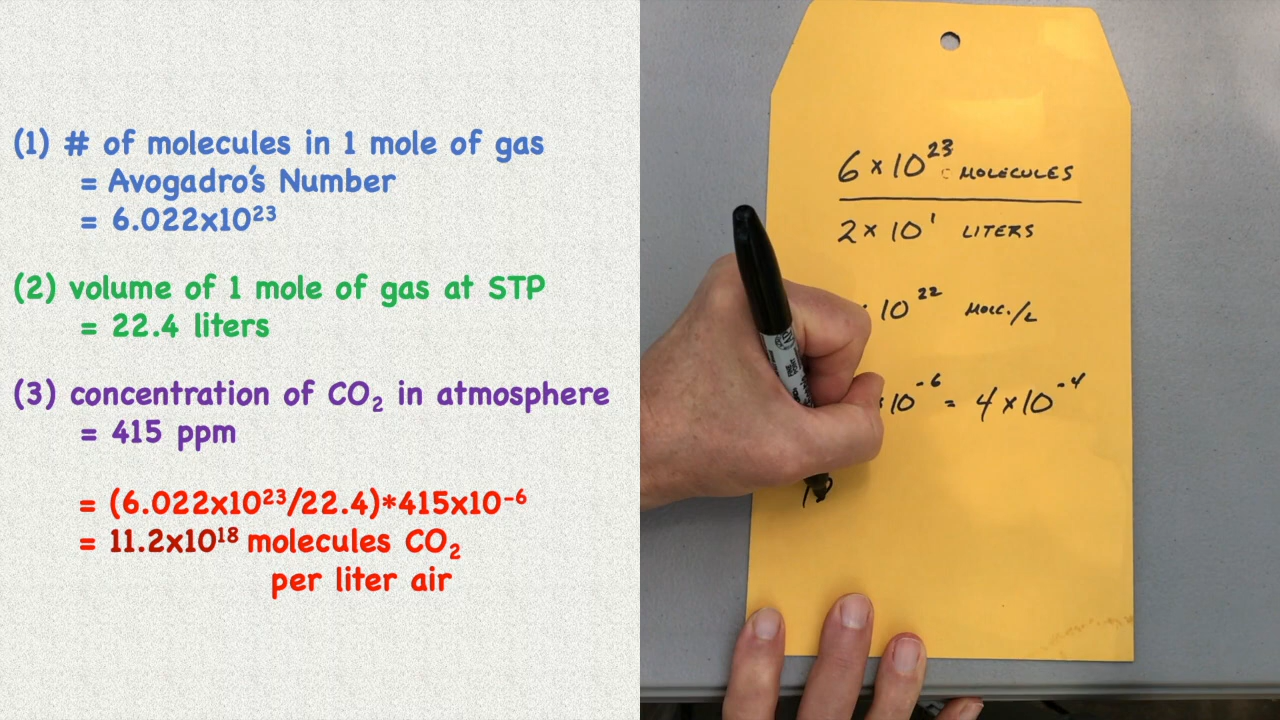 (1) # of molecules in 1 mole of gas
= Avogadro's Number
= 6.022x10²³
(2) volume of 1 mole of gas at STP
= 22.4 liters
(3) concentration of CO₂ in atmosphere
= 415 ppm
= (6.022x10²³/22.4)*415x10⁻⁶
= 11.2x10¹⁸ molecules CO₂
per liter air
6 x 10²³ MOLECULES
2 x 10¹ LITERS
10²² MOLEC./L
x10⁻⁶ = 4 x 10⁻⁴